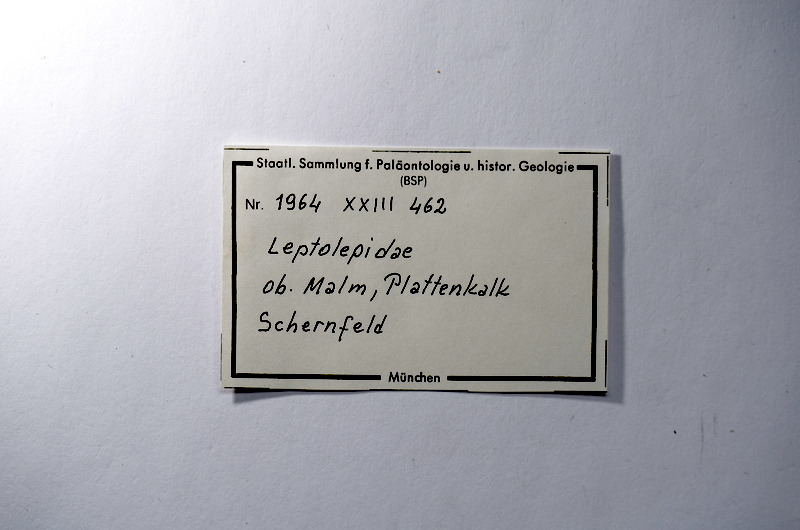 Staatl. Sammlung f. Paläontologie u. histor. Geologie
(BSP)
Nr. 1964 XXIII 462
Leptolepidae
ob. Malm, Plattenkalk
Schernfeld
München